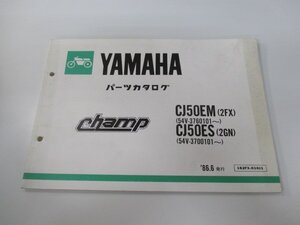 YAMAHA
パーツカタログ
champ
CJ50EM(2FX)
(54V-3760101～)
CJ50ES(2GN)
(54V-3700101～)
'86.6 発行